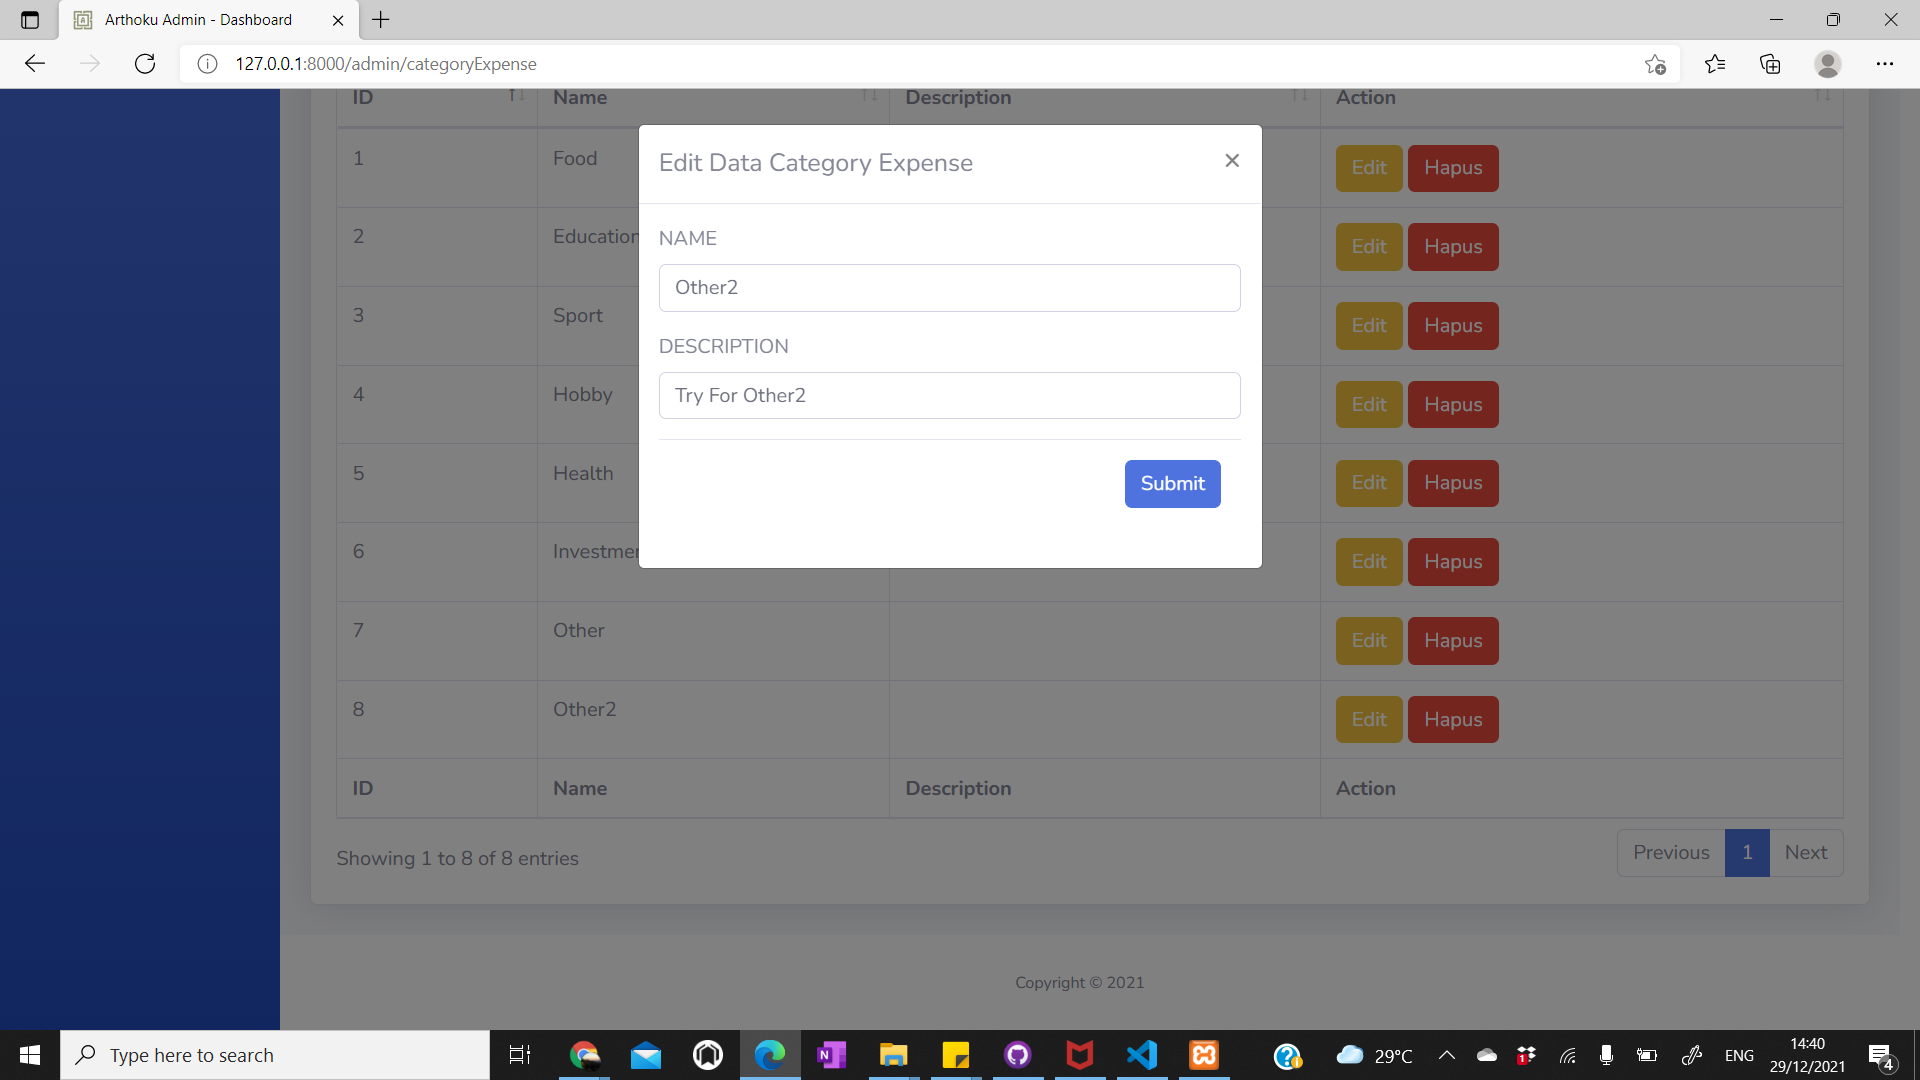 Arthoku Admin - Dashboard
127.0.0.1:8000/admin/categoryExpense
ID Name Description Action
Edit Data Category Expense
×
NAME
Other2
DESCRIPTION
Try For Other2
Submit
1 Food Edit Hapus
2 Education Edit Hapus
3 Sport Edit Hapus
4 Hobby Edit Hapus
5 Health Edit Hapus
6 Investmen Edit Hapus
7 Other Edit Hapus
8 Other2 Edit Hapus
ID Name Description Action
Showing 1 to 8 of 8 entries
Previous 1 Next
Copyright © 2021
Type here to search
29°C
ENG
14:40
29/12/2021
4